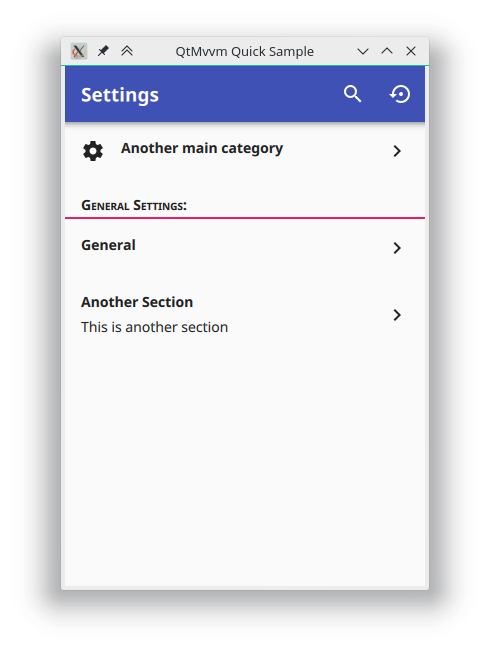 QtMvvm Quick Sample
Settings
Another main category
General Settings:
General
Another Section
This is another section